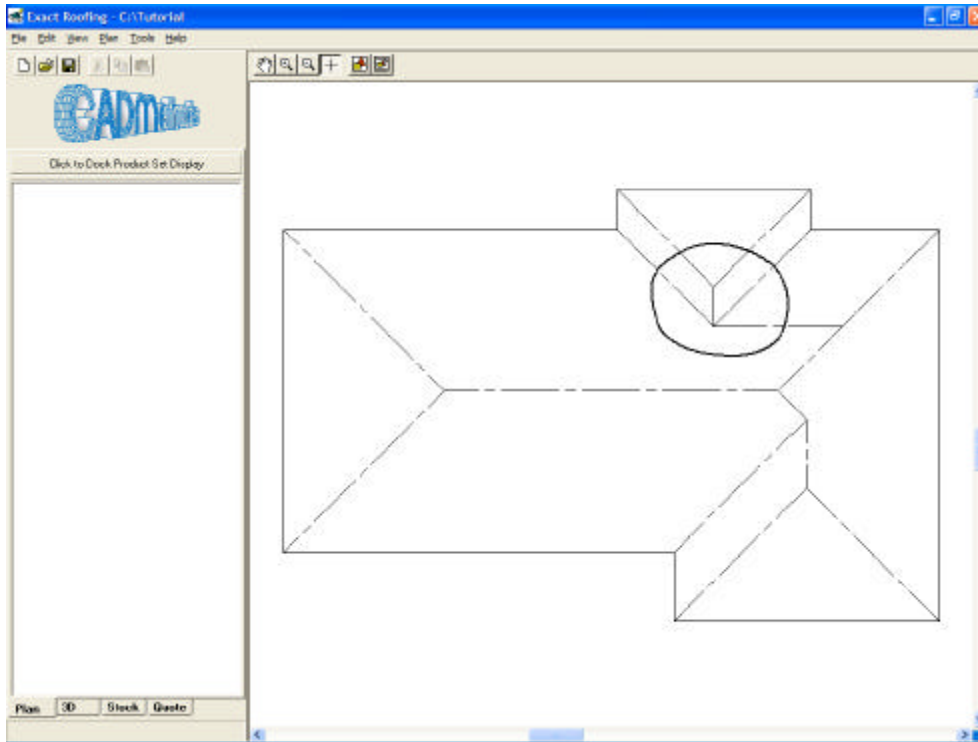 Exact Roofing - C:\Tutorial
File Edit View Plan Tools Help
Click to Dock Product Set Display
Plan 3D Stock Quote